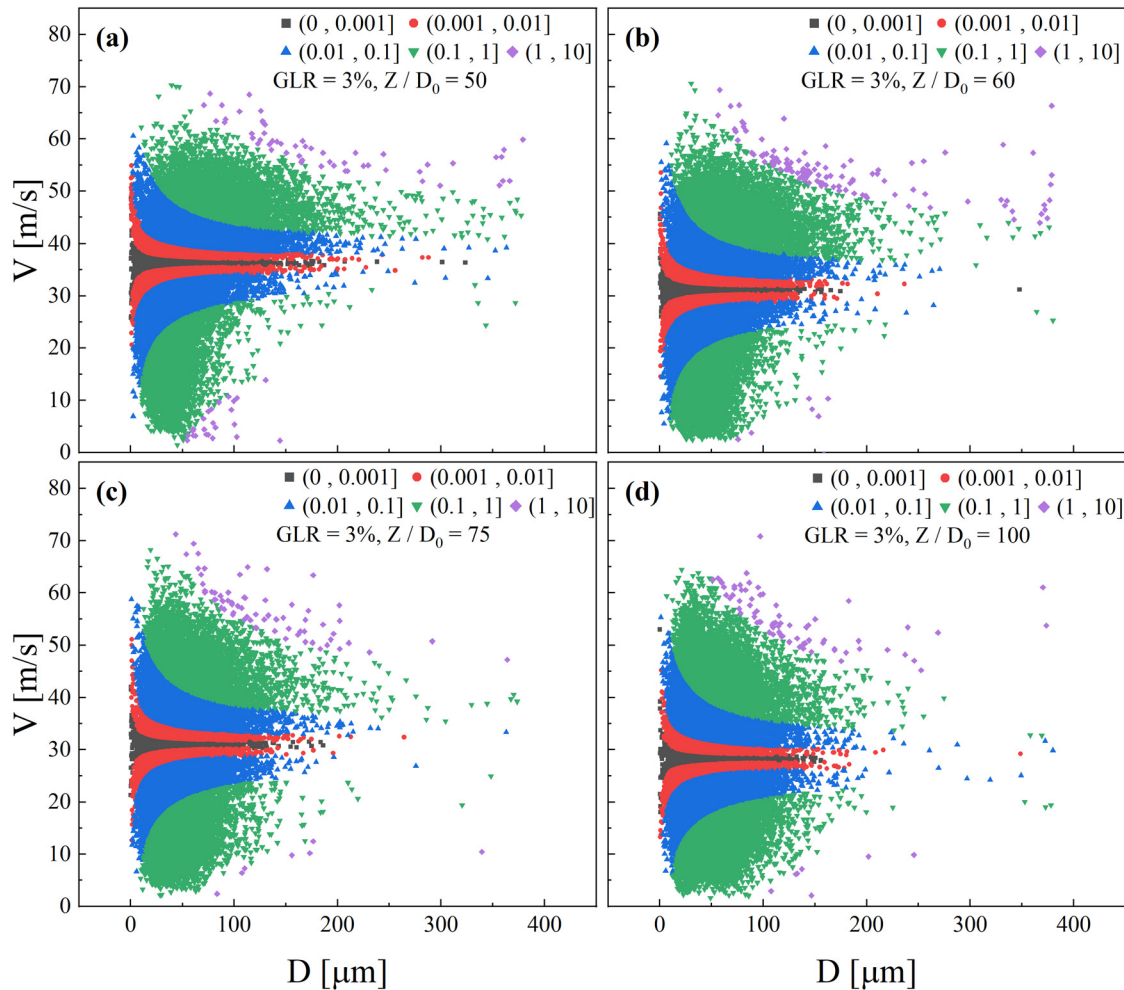 (a)
(0 , 0.001] (0.001 , 0.01]
(0.01 , 0.1] (0.1 , 1] (1 , 10]
GLR = 3%, Z / D₀ = 50
V [m/s]
80
70
60
50
40
30
20
10
0
(b)
(0 , 0.001] (0.001 , 0.01]
(0.01 , 0.1] (0.1 , 1] (1 , 10]
GLR = 3%, Z / D₀ = 60
(c)
(0 , 0.001] (0.001 , 0.01]
(0.01 , 0.1] (0.1 , 1] (1 , 10]
GLR = 3%, Z / D₀ = 75
V [m/s]
80
70
60
50
40
30
20
10
0
0 100 200 300 400
D [μm]
(d)
(0 , 0.001] (0.001 , 0.01]
(0.01 , 0.1] (0.1 , 1] (1 , 10]
GLR = 3%, Z / D₀ = 100
0 100 200 300 400
D [μm]